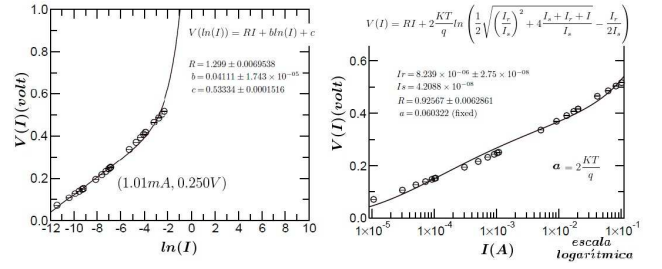 V(ln(I)) = RI + bln(I) + c
R = 1.299 ± 0.0069538
b = 0.04111 ± 1.743 × 10⁻⁰⁵
c = 0.53334 ± 0.0001516
(1.01mA, 0.250V)
V(I)(volt)
1.0
0.8
0.6
0.4
0.2
0.0
-12 -10 -8 -6 -4 -2 0 2 4 6 8 10
ln(I)
V(I) = RI + 2 KT/q ln ( 1/2 √( (Ir/Is)² + 4 (Is + Ir + I)/Is ) − Ir/2Is )
Ir = 8.239 × 10⁻⁰⁶ ± 2.75 × 10⁻⁰⁸
Is = 4.2088 × 10⁻⁰⁸
R = 0.92567 ± 0.0062861
a = 0.060322 (fixed)
a = 2 KT/q
V(I)(volt)
0.6
0.4
0.2
0.0
1×10⁻⁵ 1×10⁻⁴ 1×10⁻³ 1×10⁻² 1×10⁻¹
I(A)
escala
logarítmica